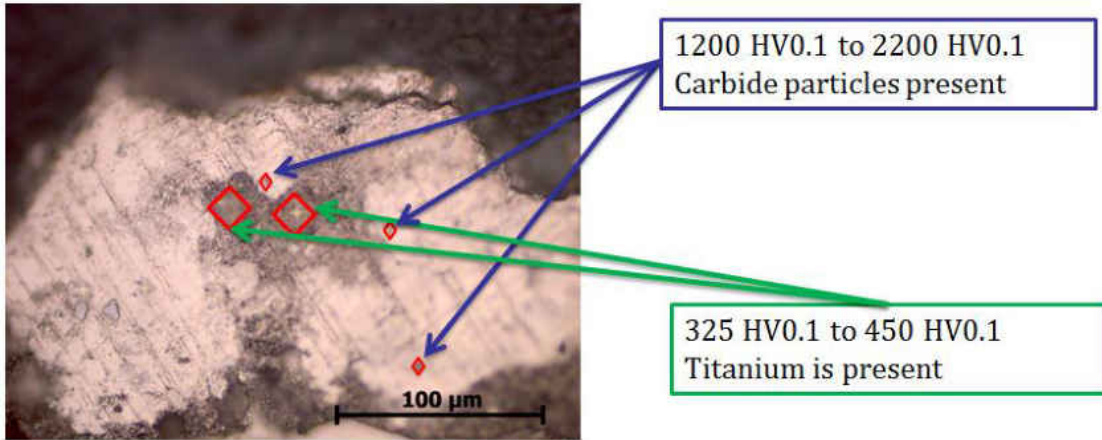 1200 HV0.1 to 2200 HV0.1
Carbide particles present
325 HV0.1 to 450 HV0.1
Titanium is present
100 µm